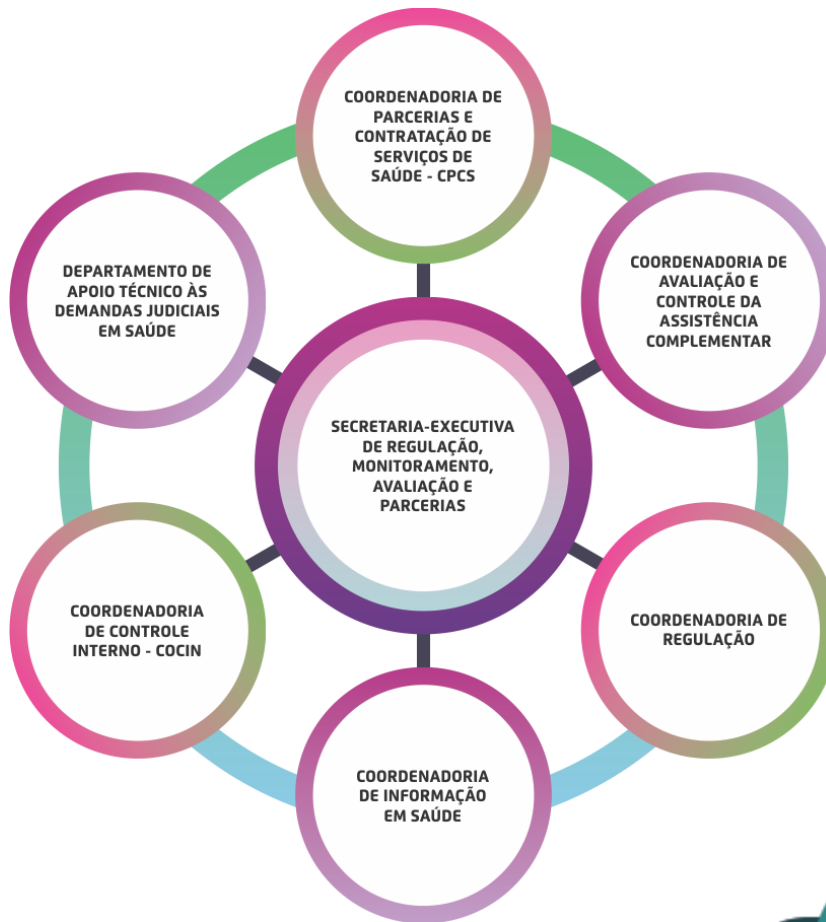 COORDENADORIA DE
PARCERIAS E
CONTRATAÇÃO DE
SERVIÇOS DE
SAÚDE - CPCS
DEPARTAMENTO DE
APOIO TÉCNICO ÀS
DEMANDAS JUDICIAIS
EM SAÚDE
COORDENADORIA DE
AVALIAÇÃO E
CONTROLE DA
ASSISTÊNCIA
COMPLEMENTAR
SECRETARIA-EXECUTIVA
DE REGULAÇÃO,
MONITORAMENTO,
AVALIAÇÃO E
PARCERIAS
COORDENADORIA
DE CONTROLE
INTERNO - COCIN
COORDENADORIA DE
REGULAÇÃO
COORDENADORIA
DE INFORMAÇÃO
EM SAÚDE